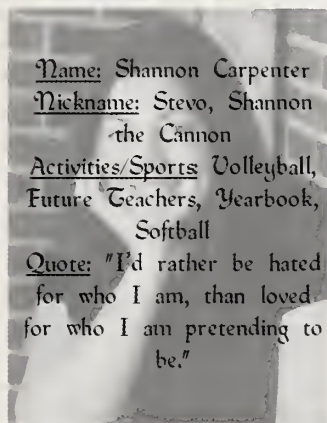 Name: Shannon Carpenter
Nickname: Stevo, Shannon
the Cannon
Activities/Sports: Volleyball,
Future Teachers, Yearbook,
Softball
Quote: "I'd rather be hated
for who I am, than loved
for who I am pretending to
be."